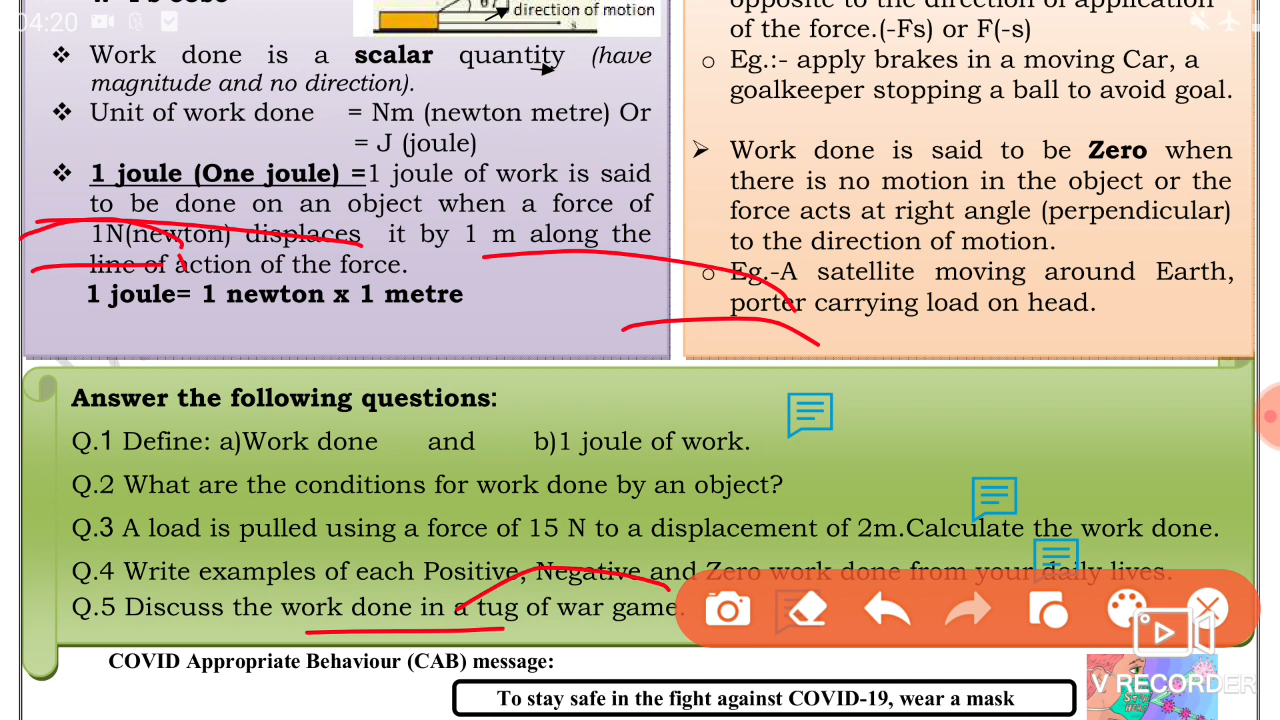 04:20
direction of motion
❖ Work done is a scalar quantity (have
magnitude and no direction).
❖ Unit of work done = Nm (newton metre) Or
= J (joule)
❖ 1 joule (One joule) =1 joule of work is said
to be done on an object when a force of
1N(newton) displaces it by 1 m along the
line of action of the force.
1 joule= 1 newton x 1 metre
opposite to the direction of application
of the force.(-Fs) or F(-s)
o Eg.:- apply brakes in a moving Car, a
goalkeeper stopping a ball to avoid goal.
➢ Work done is said to be Zero when
there is no motion in the object or the
force acts at right angle (perpendicular)
to the direction of motion.
o Eg.-A satellite moving around Earth,
porter carrying load on head.
Answer the following questions:
Q.1 Define: a)Work done and b)1 joule of work.
Q.2 What are the conditions for work done by an object?
Q.3 A load is pulled using a force of 15 N to a displacement of 2m.Calculate the work done.
Q.4 Write examples of each Positive, Negative and Zero work done from your daily lives.
Q.5 Discuss the work done in a tug of war game.
COVID Appropriate Behaviour (CAB) message:
To stay safe in the fight against COVID-19, wear a mask
V RECORDER